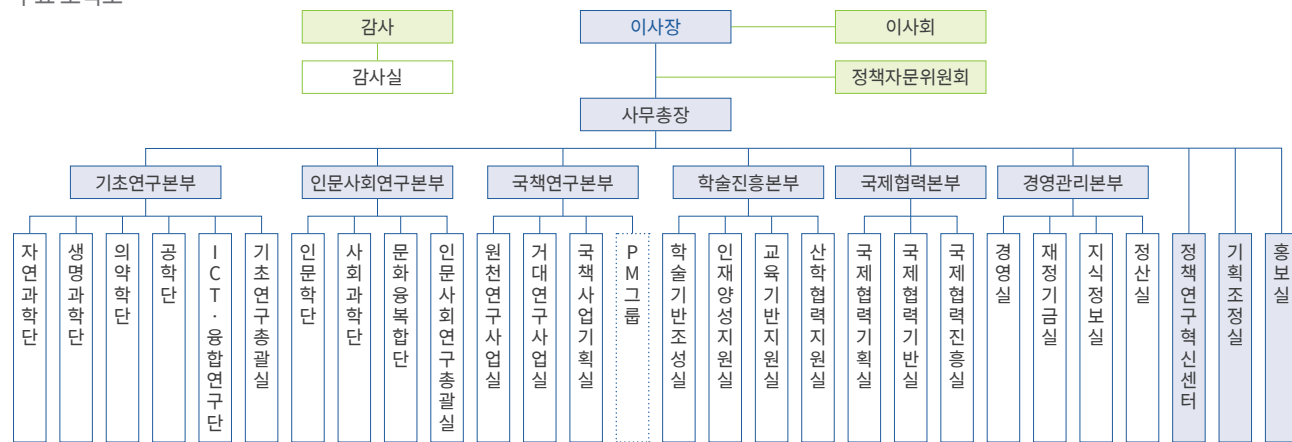 감사
이사장
이사회
감사실
정책자문위원회
사무총장
기초연구본부
인문사회연구본부
국책연구본부
학술진흥본부
국제협력본부
경영관리본부
자연과학단
생명과학단
의약학단
공학단
ICT·융합연구단
기초연구총괄실
인문학단
사회과학단
문화융복합단
인문사회연구총괄실
원천연구사업실
거대연구사업실
국책사업기획실
PM그룹
학술기반조성실
인재양성지원실
교육기반지원실
산학협력지원실
국제협력기획실
국제협력기반실
국제협력진흥실
경영실
재정기금실
지식정보실
정산실
정책연구혁신센터
기획조정실
홍보실